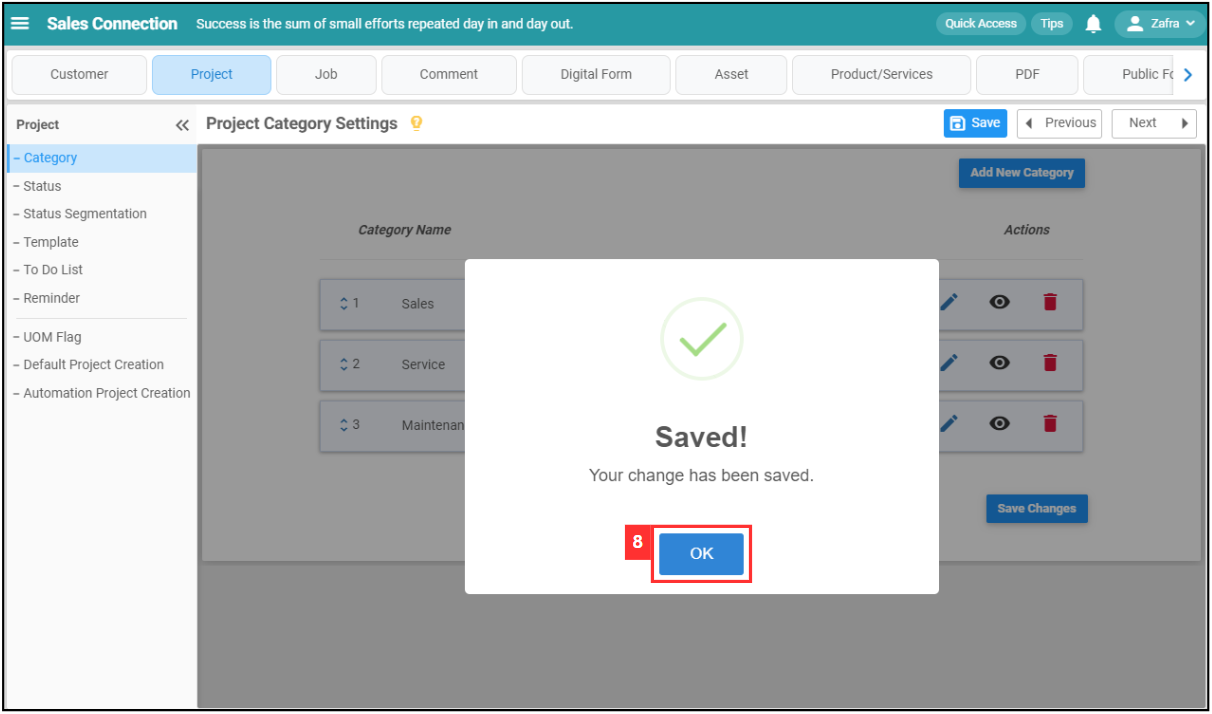 Sales Connection Success is the sum of small efforts repeated day in and day out. Quick Access Tips Zafra
Customer Project Job Comment Digital Form Asset Product/Services PDF Public Fo
Project Project Category Settings Save Previous Next
– Category
– Status
– Status Segmentation
– Template
– To Do List
– Reminder
– UOM Flag
– Default Project Creation
– Automation Project Creation
Add New Category
Category Name Actions
1 Sales
2 Service
3 Maintenan
Saved!
Your change has been saved.
Save Changes
8 OK